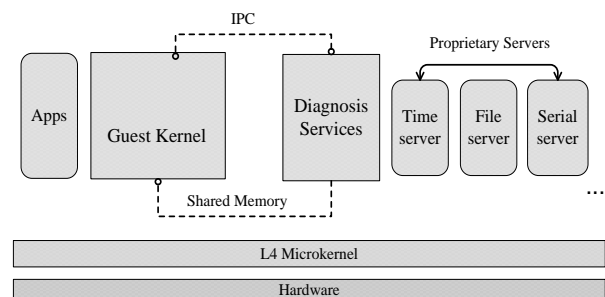 IPC
Proprietary Servers
Apps
Guest Kernel
Diagnosis
Services
Time
server
File
server
Serial
server
...
Shared Memory
L4 Microkernel
Hardware